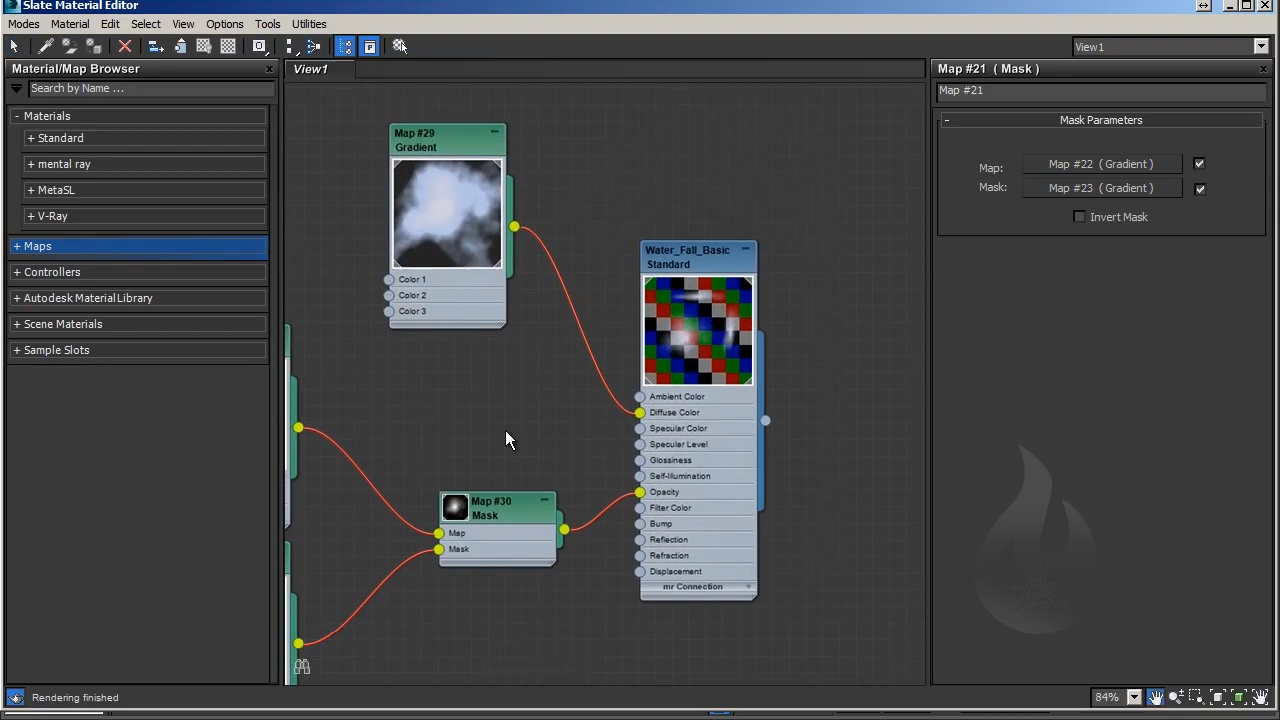 Slate Material Editor
Modes Material Edit Select View Options Tools Utilities
View1
Material/Map Browser x
Search by Name ...
- Materials
+ Standard
+ mental ray
+ MetaSL
+ V-Ray
+ Maps
+ Controllers
+ Autodesk Material Library
+ Scene Materials
+ Sample Slots
View1
Map #29
Gradient
Color 1
Color 2
Color 3
Map #30
Mask
Map
Mask
Water_Fall_Basic
Standard
Ambient Color
Diffuse Color
Specular Color
Specular Level
Glossiness
Self-Illumination
Opacity
Filter Color
Bump
Reflection
Refraction
Displacement
mr Connection +
Map #21 ( Mask ) x
Map #21
- Mask Parameters
Map: Map #22 ( Gradient )
Mask: Map #23 ( Gradient )
Invert Mask
Rendering finished
84%